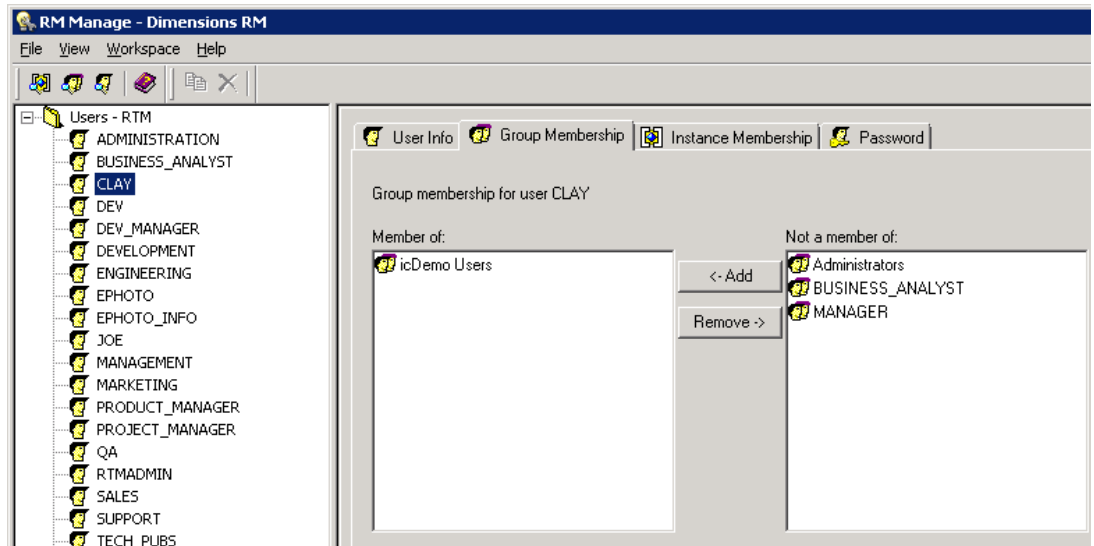 RM Manage - Dimensions RM
File View Workspace Help
Users - RTM
ADMINISTRATION
BUSINESS_ANALYST
CLAY
DEV
DEV_MANAGER
DEVELOPMENT
ENGINEERING
EPHOTO
EPHOTO_INFO
JOE
MANAGEMENT
MARKETING
PRODUCT_MANAGER
PROJECT_MANAGER
QA
RTMADMIN
SALES
SUPPORT
TECH_PUBS
User Info Group Membership Instance Membership Password
Group membership for user CLAY
Member of:
icDemo Users
<- Add
Remove ->
Not a member of:
Administrators
BUSINESS_ANALYST
MANAGER